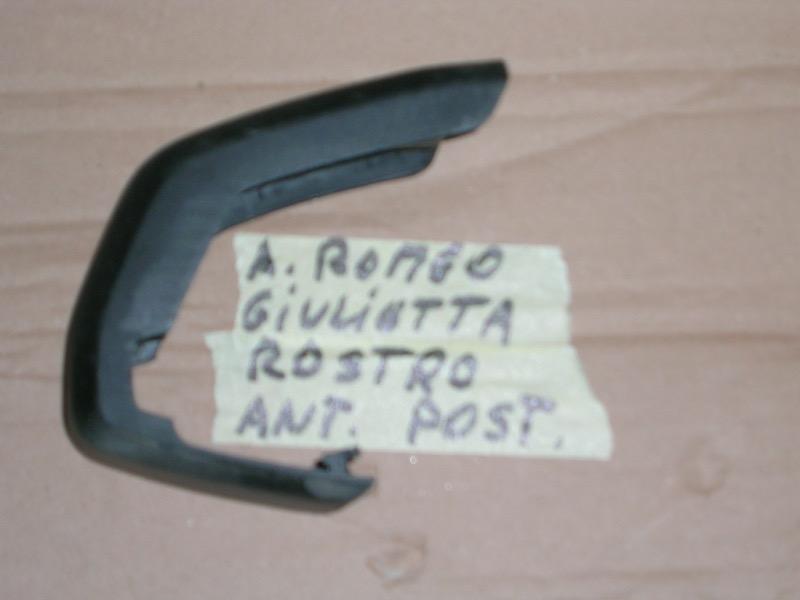 A. ROMEO
GiULiETTA
ROSTRO
ANT. POST.